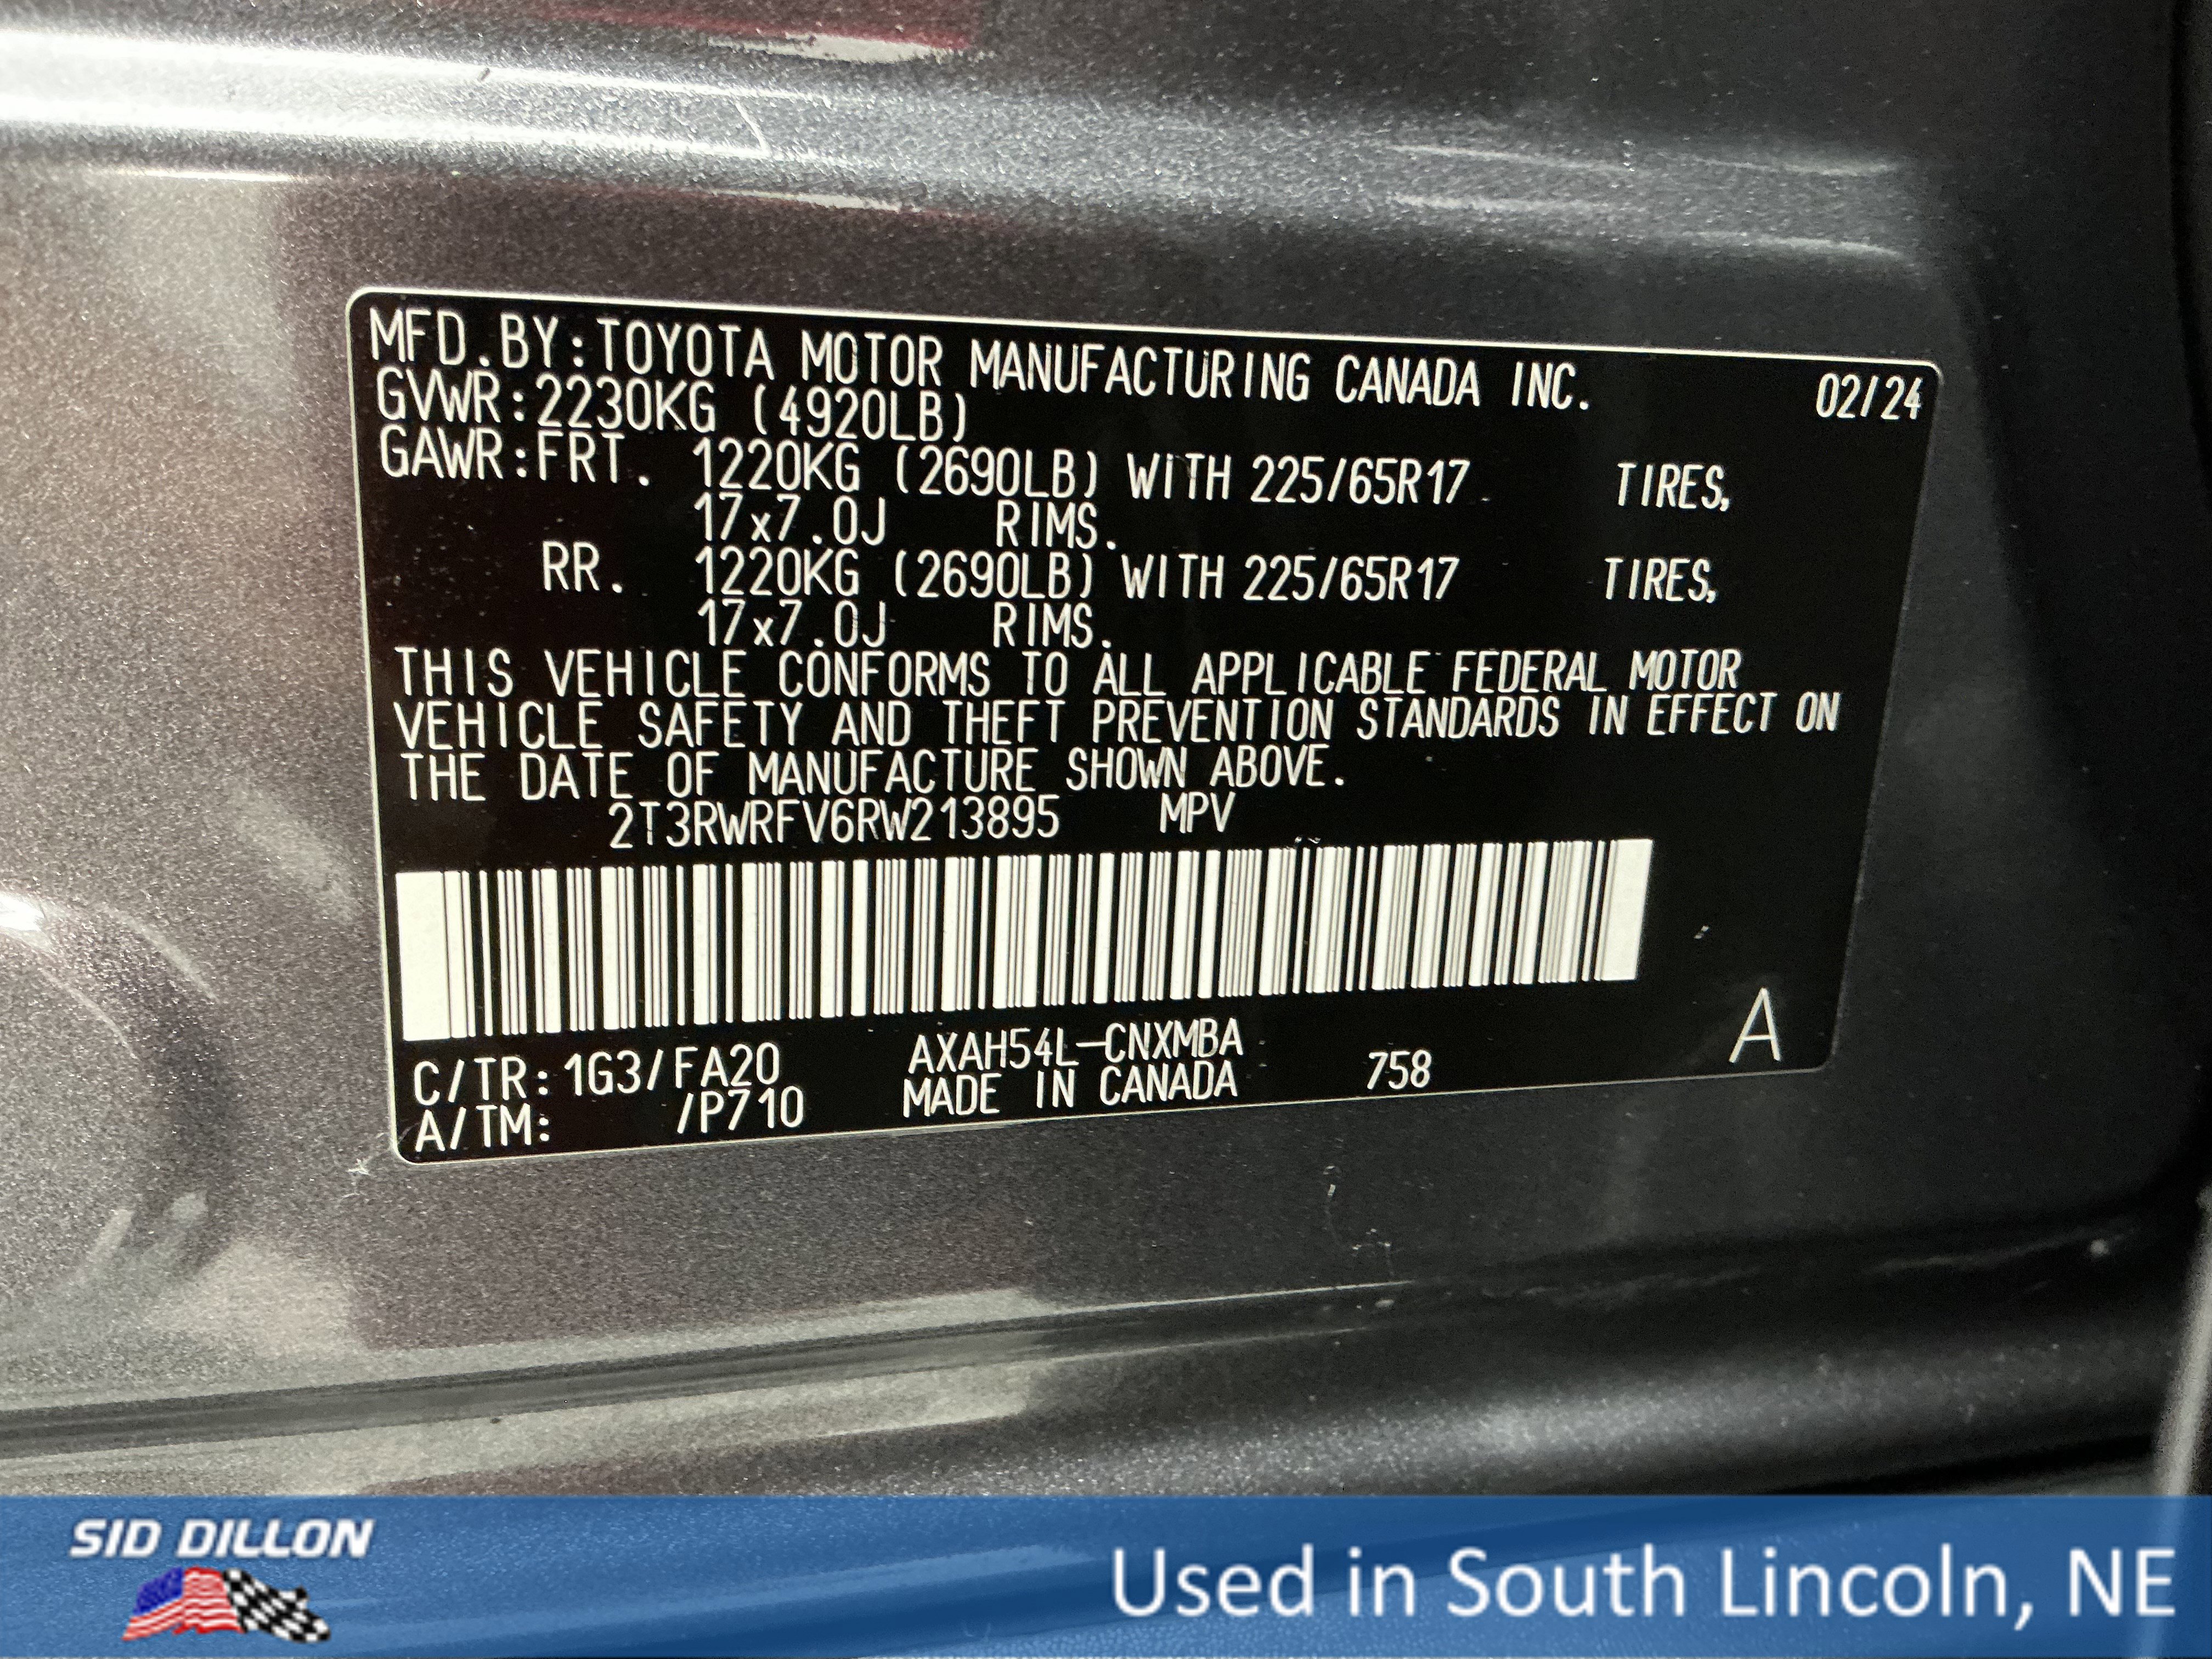 MFD.BY:TOYOTA MOTOR MANUFACTURING CANADA INC. 02/24
GVWR:2230KG (4920LB)
GAWR:FRT. 1220KG (2690LB) WITH 225/65R17 TIRES,
17x7.0J RIMS.
RR. 1220KG (2690LB) WITH 225/65R17 TIRES,
17x7.0J RIMS.
THIS VEHICLE CONFORMS TO ALL APPLICABLE FEDERAL MOTOR
VEHICLE SAFETY AND THEFT PREVENTION STANDARDS IN EFFECT ON
THE DATE OF MANUFACTURE SHOWN ABOVE.
2T3RWRFV6RW213895 MPV
C/TR:1G3/FA20 AXAH54L-CNXMBA
A/TM: /P710 MADE IN CANADA 758 A
SID DILLON
Used in South Lincoln, NE